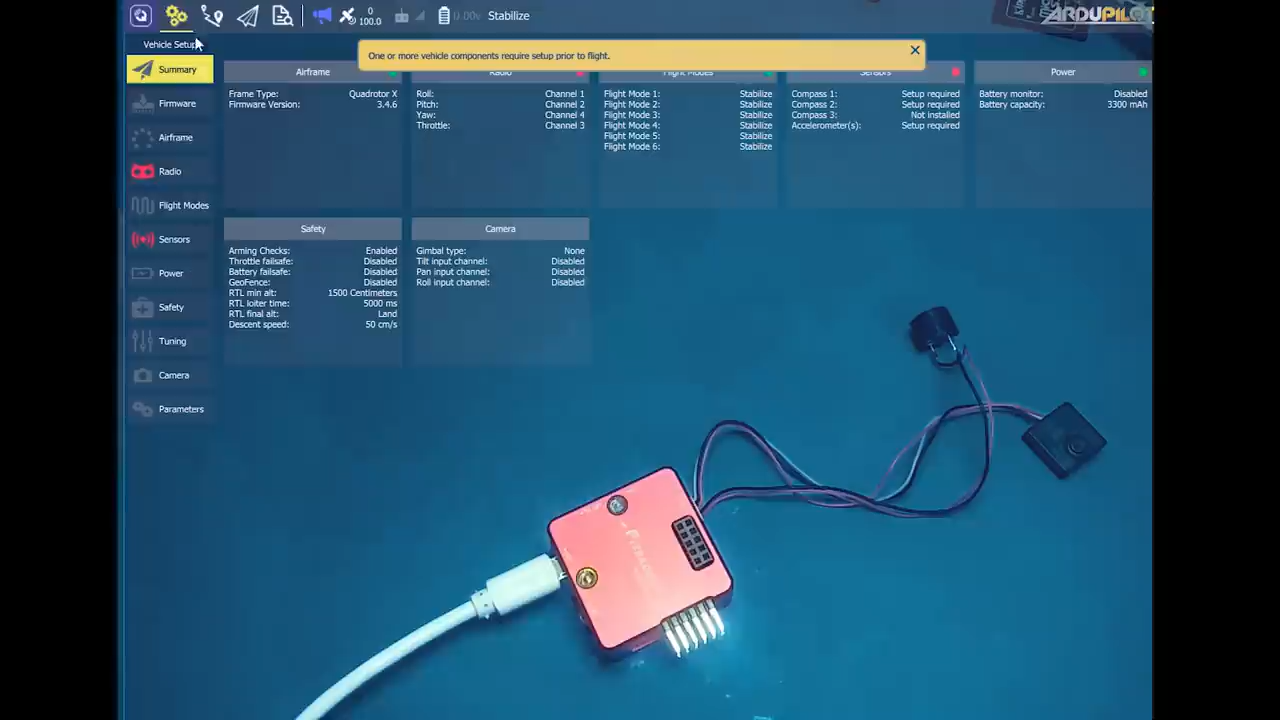 0
100.0
0.00v
Stabilize
ARDUPILOT
Vehicle Setup
One or more vehicle components require setup prior to flight.
Summary
Firmware
Airframe
Radio
Flight Modes
Sensors
Power
Safety
Tuning
Camera
Parameters
Airframe
Frame Type: Quadrotor X
Firmware Version: 3.4.6
Radio
Roll: Channel 1
Pitch: Channel 2
Yaw: Channel 4
Throttle: Channel 3
Flight Modes
Flight Mode 1: Stabilize
Flight Mode 2: Stabilize
Flight Mode 3: Stabilize
Flight Mode 4: Stabilize
Flight Mode 5: Stabilize
Flight Mode 6: Stabilize
Sensors
Compass 1: Setup required
Compass 2: Setup required
Compass 3: Not installed
Accelerometer(s): Setup required
Power
Battery monitor: Disabled
Battery capacity: 3300 mAh
Safety
Arming Checks: Enabled
Throttle failsafe: Disabled
Battery failsafe: Disabled
GeoFence: Disabled
RTL min alt: 1500 Centimeters
RTL loiter time: 5000 ms
RTL final alt: Land
Descent speed: 50 cm/s
Camera
Gimbal type: None
Tilt input channel: Disabled
Pan input channel: Disabled
Roll input channel: Disabled